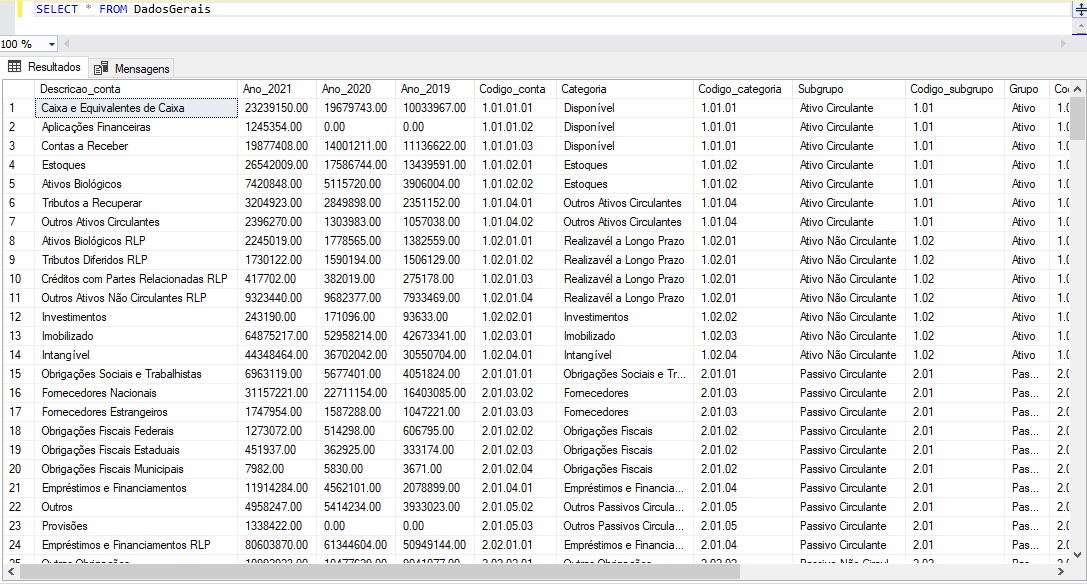 SELECT * FROM DadosGerais
100 %
Resultados Mensagens
Descricao_conta Ano_2021 Ano_2020 Ano_2019 Codigo_conta Categoria Codigo_categoria Subgrupo Codigo_subgrupo Grupo Co
1 Caixa e Equivalentes de Caixa 23239150.00 19679743.00 10033967.00 1.01.01.01 Disponível 1.01.01 Ativo Circulante 1.01 Ativo 1.0
2 Aplicações Financeiras 1245354.00 0.00 0.00 1.01.01.02 Disponível 1.01.01 Ativo Circulante 1.01 Ativo 1.0
3 Contas a Receber 19877408.00 14001211.00 11136622.00 1.01.01.03 Disponível 1.01.01 Ativo Circulante 1.01 Ativo 1.0
4 Estoques 26542009.00 17586744.00 13439591.00 1.01.02.01 Estoques 1.01.02 Ativo Circulante 1.01 Ativo 1.0
5 Ativos Biológicos 7420848.00 5115720.00 3906004.00 1.01.02.02 Estoques 1.01.02 Ativo Circulante 1.01 Ativo 1.0
6 Tributos a Recuperar 3204923.00 2849898.00 2351152.00 1.01.04.01 Outros Ativos Circulantes 1.01.04 Ativo Circulante 1.01 Ativo 1.0
7 Outros Ativos Circulantes 2396270.00 1303983.00 1057038.00 1.01.04.02 Outros Ativos Circulantes 1.01.04 Ativo Circulante 1.01 Ativo 1.0
8 Ativos Biológicos RLP 2245019.00 1778565.00 1382559.00 1.02.01.01 Realizavél a Longo Prazo 1.02.01 Ativo Não Circulante 1.02 Ativo 1.0
9 Tributos Diferidos RLP 1730122.00 1590194.00 1506129.00 1.02.01.02 Realizavél a Longo Prazo 1.02.01 Ativo Não Circulante 1.02 Ativo 1.0
10 Créditos com Partes Relacionadas RLP 417702.00 382019.00 275178.00 1.02.01.03 Realizavél a Longo Prazo 1.02.01 Ativo Não Circulante 1.02 Ativo 1.0
11 Outros Ativos Não Circulantes RLP 9323440.00 9682377.00 7933469.00 1.02.01.04 Realizavél a Longo Prazo 1.02.01 Ativo Não Circulante 1.02 Ativo 1.0
12 Investimentos 243190.00 171096.00 93633.00 1.02.02.01 Investimentos 1.02.02 Ativo Não Circulante 1.02 Ativo 1.0
13 Imobilizado 64875217.00 52958214.00 42673341.00 1.02.03.01 Imobilizado 1.02.03 Ativo Não Circulante 1.02 Ativo 1.0
14 Intangível 44348464.00 36702042.00 30550704.00 1.02.04.01 Intangível 1.02.04 Ativo Não Circulante 1.02 Ativo 1.0
15 Obrigações Sociais e Trabalhistas 6963119.00 5677401.00 4051824.00 2.01.01.01 Obrigações Sociais e Tr... 2.01.01 Passivo Circulante 2.01 Pas... 2.0
16 Fornecedores Nacionais 31157221.00 22711154.00 16403085.00 2.01.03.02 Fornecedores 2.01.03 Passivo Circulante 2.01 Pas... 2.0
17 Fornecedores Estrangeiros 1747954.00 1587288.00 1047221.00 2.01.03.03 Fornecedores 2.01.03 Passivo Circulante 2.01 Pas... 2.0
18 Obrigações Fiscais Federais 1273072.00 514298.00 606795.00 2.01.02.02 Obrigações Fiscais 2.01.02 Passivo Circulante 2.01 Pas... 2.0
19 Obrigações Fiscais Estaduais 451937.00 362925.00 333174.00 2.01.02.03 Obrigações Fiscais 2.01.02 Passivo Circulante 2.01 Pas... 2.0
20 Obrigações Fiscais Municipais 7982.00 5830.00 3671.00 2.01.02.04 Obrigações Fiscais 2.01.02 Passivo Circulante 2.01 Pas... 2.0
21 Empréstimos e Financiamentos 11914284.00 4562101.00 2078899.00 2.01.04.01 Empréstimos e Financia... 2.01.04 Passivo Circulante 2.01 Pas... 2.0
22 Outros 4958247.00 5414234.00 3933023.00 2.01.05.02 Outros Passivos Circula... 2.01.05 Passivo Circulante 2.01 Pas... 2.0
23 Provisões 1338422.00 0.00 0.00 2.01.05.03 Outros Passivos Circula... 2.01.05 Passivo Circulante 2.01 Pas... 2.0
24 Empréstimos e Financiamentos RLP 80603870.00 61344604.00 50949144.00 2.02.01.01 Empréstimos e Financia... 2.01.04 Passivo Circulante 2.01 Pas... 2.0